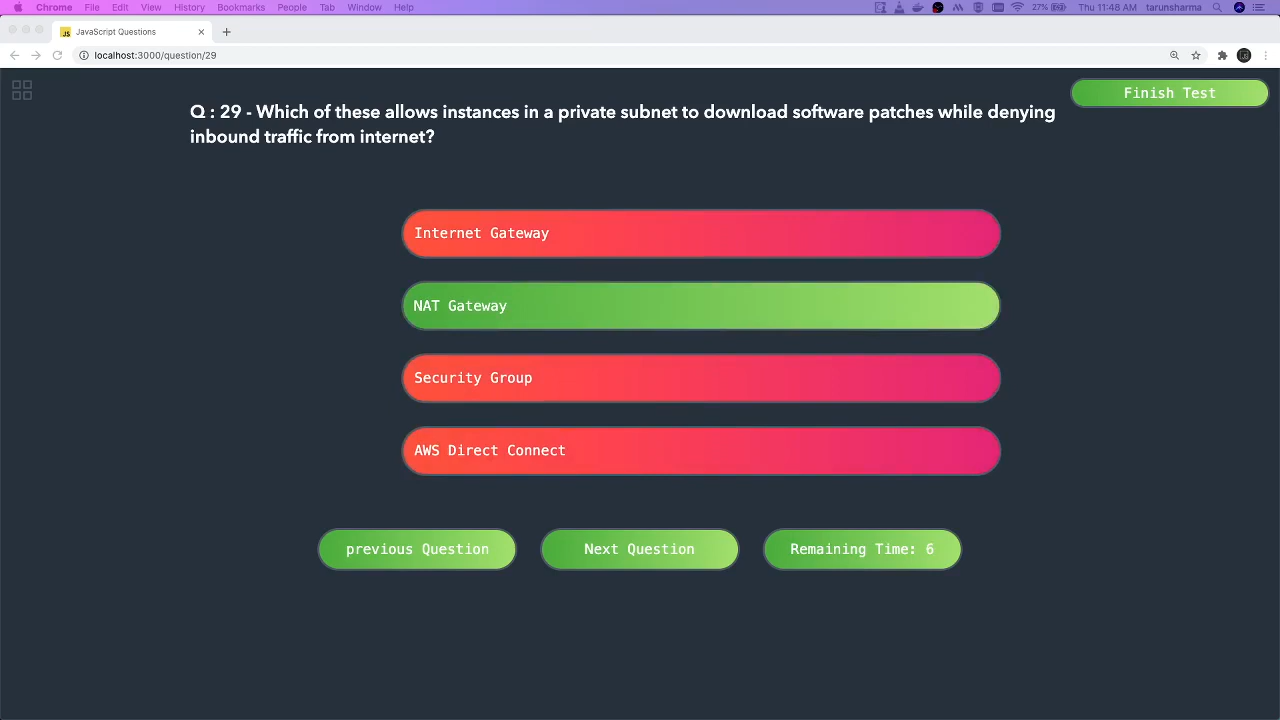 Chrome File Edit View History Bookmarks People Tab Window Help 27% Thu 11:48 AM tarunsharma
JS JavaScript Questions
localhost:3000/question/29
Finish Test
Q : 29 - Which of these allows instances in a private subnet to download software patches while denying
inbound traffic from internet?
Internet Gateway
NAT Gateway
Security Group
AWS Direct Connect
previous Question Next Question Remaining Time: 6